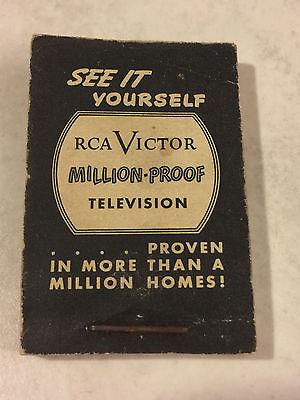 SEE IT
YOURSELF
RCA VICTOR
MILLION-PROOF
TELEVISION
. . . . PROVEN
IN MORE THAN A
MILLION HOMES!